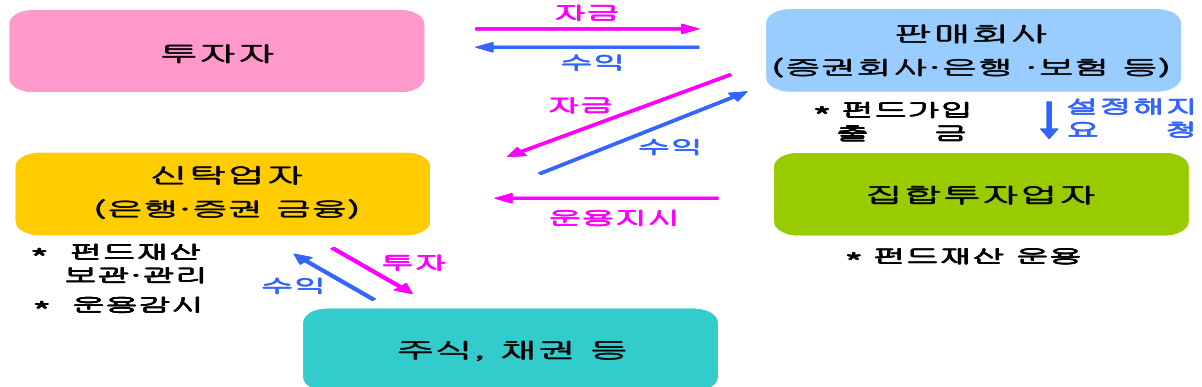 투자자
자금
수익
판매회사
(증권회사·은행 ·보험 등)
자금
수익
* 펀드가입
출 금
설정해지
요 청
신탁업자
(은행·증권 금융)
운용지시
집합투자업자
* 펀드재산
보관·관리
* 운용감시
* 펀드재산 운용
수익
투자
주식, 채권 등